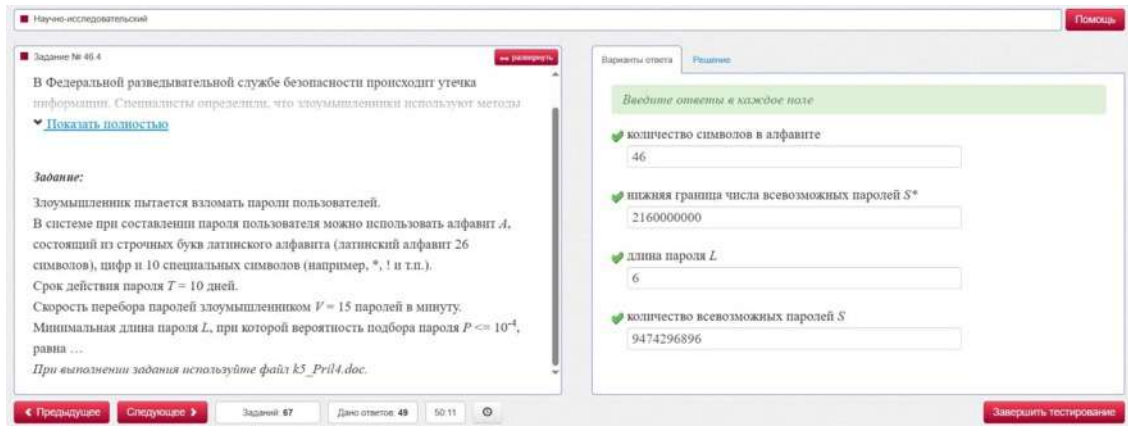 Научно-исследовательский
Помощь
Задание № 46.4
развернуть
В Федеральной разведывательной службе безопасности происходит утечка
информации. Специалисты определили, что злоумышленники используют методы
Показать полностью
Задание:
Злоумышленник пытается взломать пароли пользователей.
В системе при составлении пароля пользователя можно использовать алфавит A,
состоящий из строчных букв латинского алфавита (латинский алфавит 26
символов), цифр и 10 специальных символов (например, *, ! и т.п.).
Срок действия пароля T = 10 дней.
Скорость перебора паролей злоумышленником V = 15 паролей в минуту.
Минимальная длина пароля L, при которой вероятность подбора пароля P <= 10⁻⁴,
равна …
При выполнении задания используйте файл k5_Pril4.doc.
Варианты ответа
Решение
Введите ответы в каждое поле
количество символов в алфавите
46
нижняя граница числа всевозможных паролей S*
2160000000
длина пароля L
6
количество всевозможных паролей S
9474296896
Предыдущее
Следующее
Заданий: 67
Дано ответов: 49
50:11
Завершить тестирование